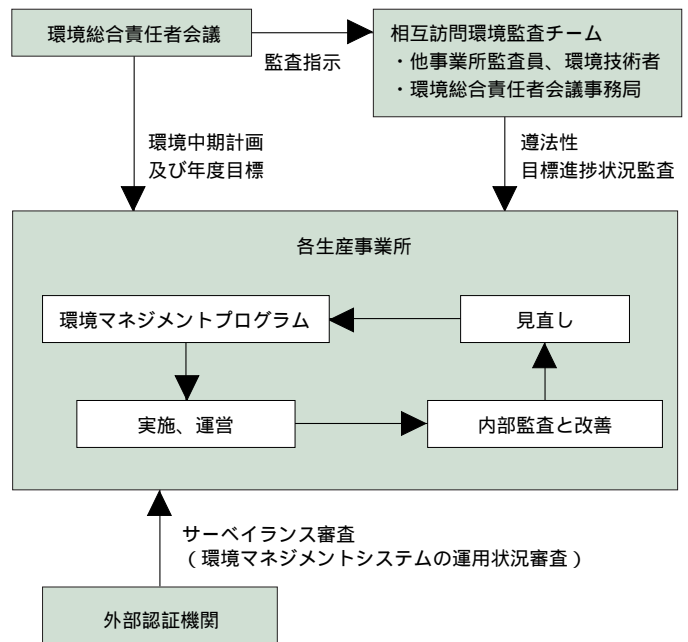 環境総合責任者会議
監査指示
相互訪問環境監査チーム
・他事業所監査員、環境技術者
・環境総合責任者会議事務局
環境中期計画
及び年度目標
遵法性
目標進捗状況監査
各生産事業所
環境マネジメントプログラム
見直し
実施、運営
内部監査と改善
サーベイランス審査
（環境マネジメントシステムの運用状況審査）
外部認証機関